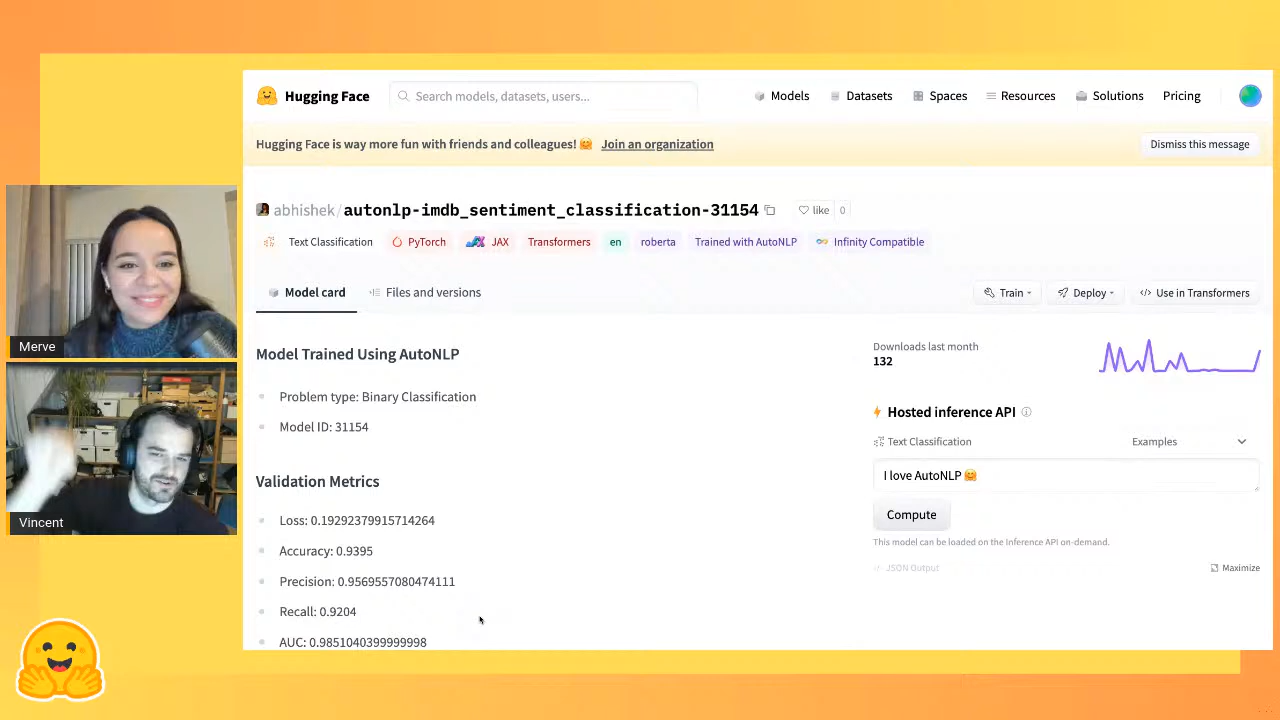 Hugging Face
Search models, datasets, users...
Models
Datasets
Spaces
Resources
Solutions
Pricing
Hugging Face is way more fun with friends and colleagues! 🤗 Join an organization
Dismiss this message
abhishek/autonlp-imdb_sentiment_classification-31154
like 0
Text Classification
PyTorch
JAX
Transformers
en
roberta
Trained with AutoNLP
Infinity Compatible
Model card
Files and versions
Train
Deploy
Use in Transformers
Model Trained Using AutoNLP
Problem type: Binary Classification
Model ID: 31154
Validation Metrics
Loss: 0.19292379915714264
Accuracy: 0.9395
Precision: 0.9569557080474111
Recall: 0.9204
AUC: 0.9851040399999998
Downloads last month
132
Hosted inference API
Text Classification
Examples
I love AutoNLP 🤗
Compute
This model can be loaded on the Inference API on-demand.
JSON Output
Maximize
Merve
Vincent